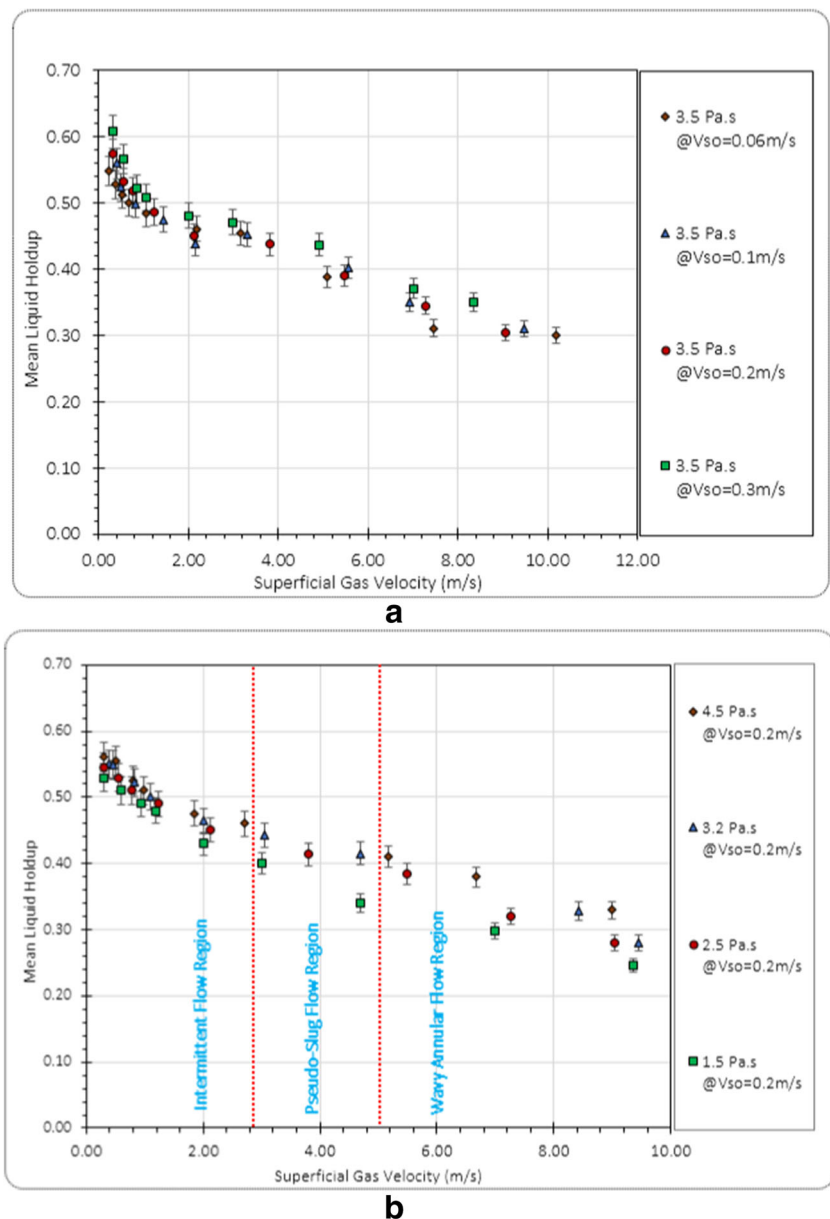 0.70
0.60
0.50
0.40
0.30
0.20
0.10
0.00
Mean Liquid Holdup
0.00 2.00 4.00 6.00 8.00 10.00 12.00
Superficial Gas Velocity (m/s)
3.5 Pa.s
@Vso=0.06m/s
3.5 Pa.s
@Vso=0.1m/s
3.5 Pa.s
@Vso=0.2m/s
3.5 Pa.s
@Vso=0.3m/s
a
0.70
0.60
0.50
0.40
0.30
0.20
0.10
0.00
Mean Liquid Holdup
Intermittent Flow Region
Pseudo-Slug Flow Region
Wavy Annular Flow Region
0.00 2.00 4.00 6.00 8.00 10.00
Superficial Gas Velocity (m/s)
4.5 Pa.s
@Vso=0.2m/s
3.2 Pa.s
@Vso=0.2m/s
2.5 Pa.s
@Vso=0.2m/s
1.5 Pa.s
@Vso=0.2m/s
b